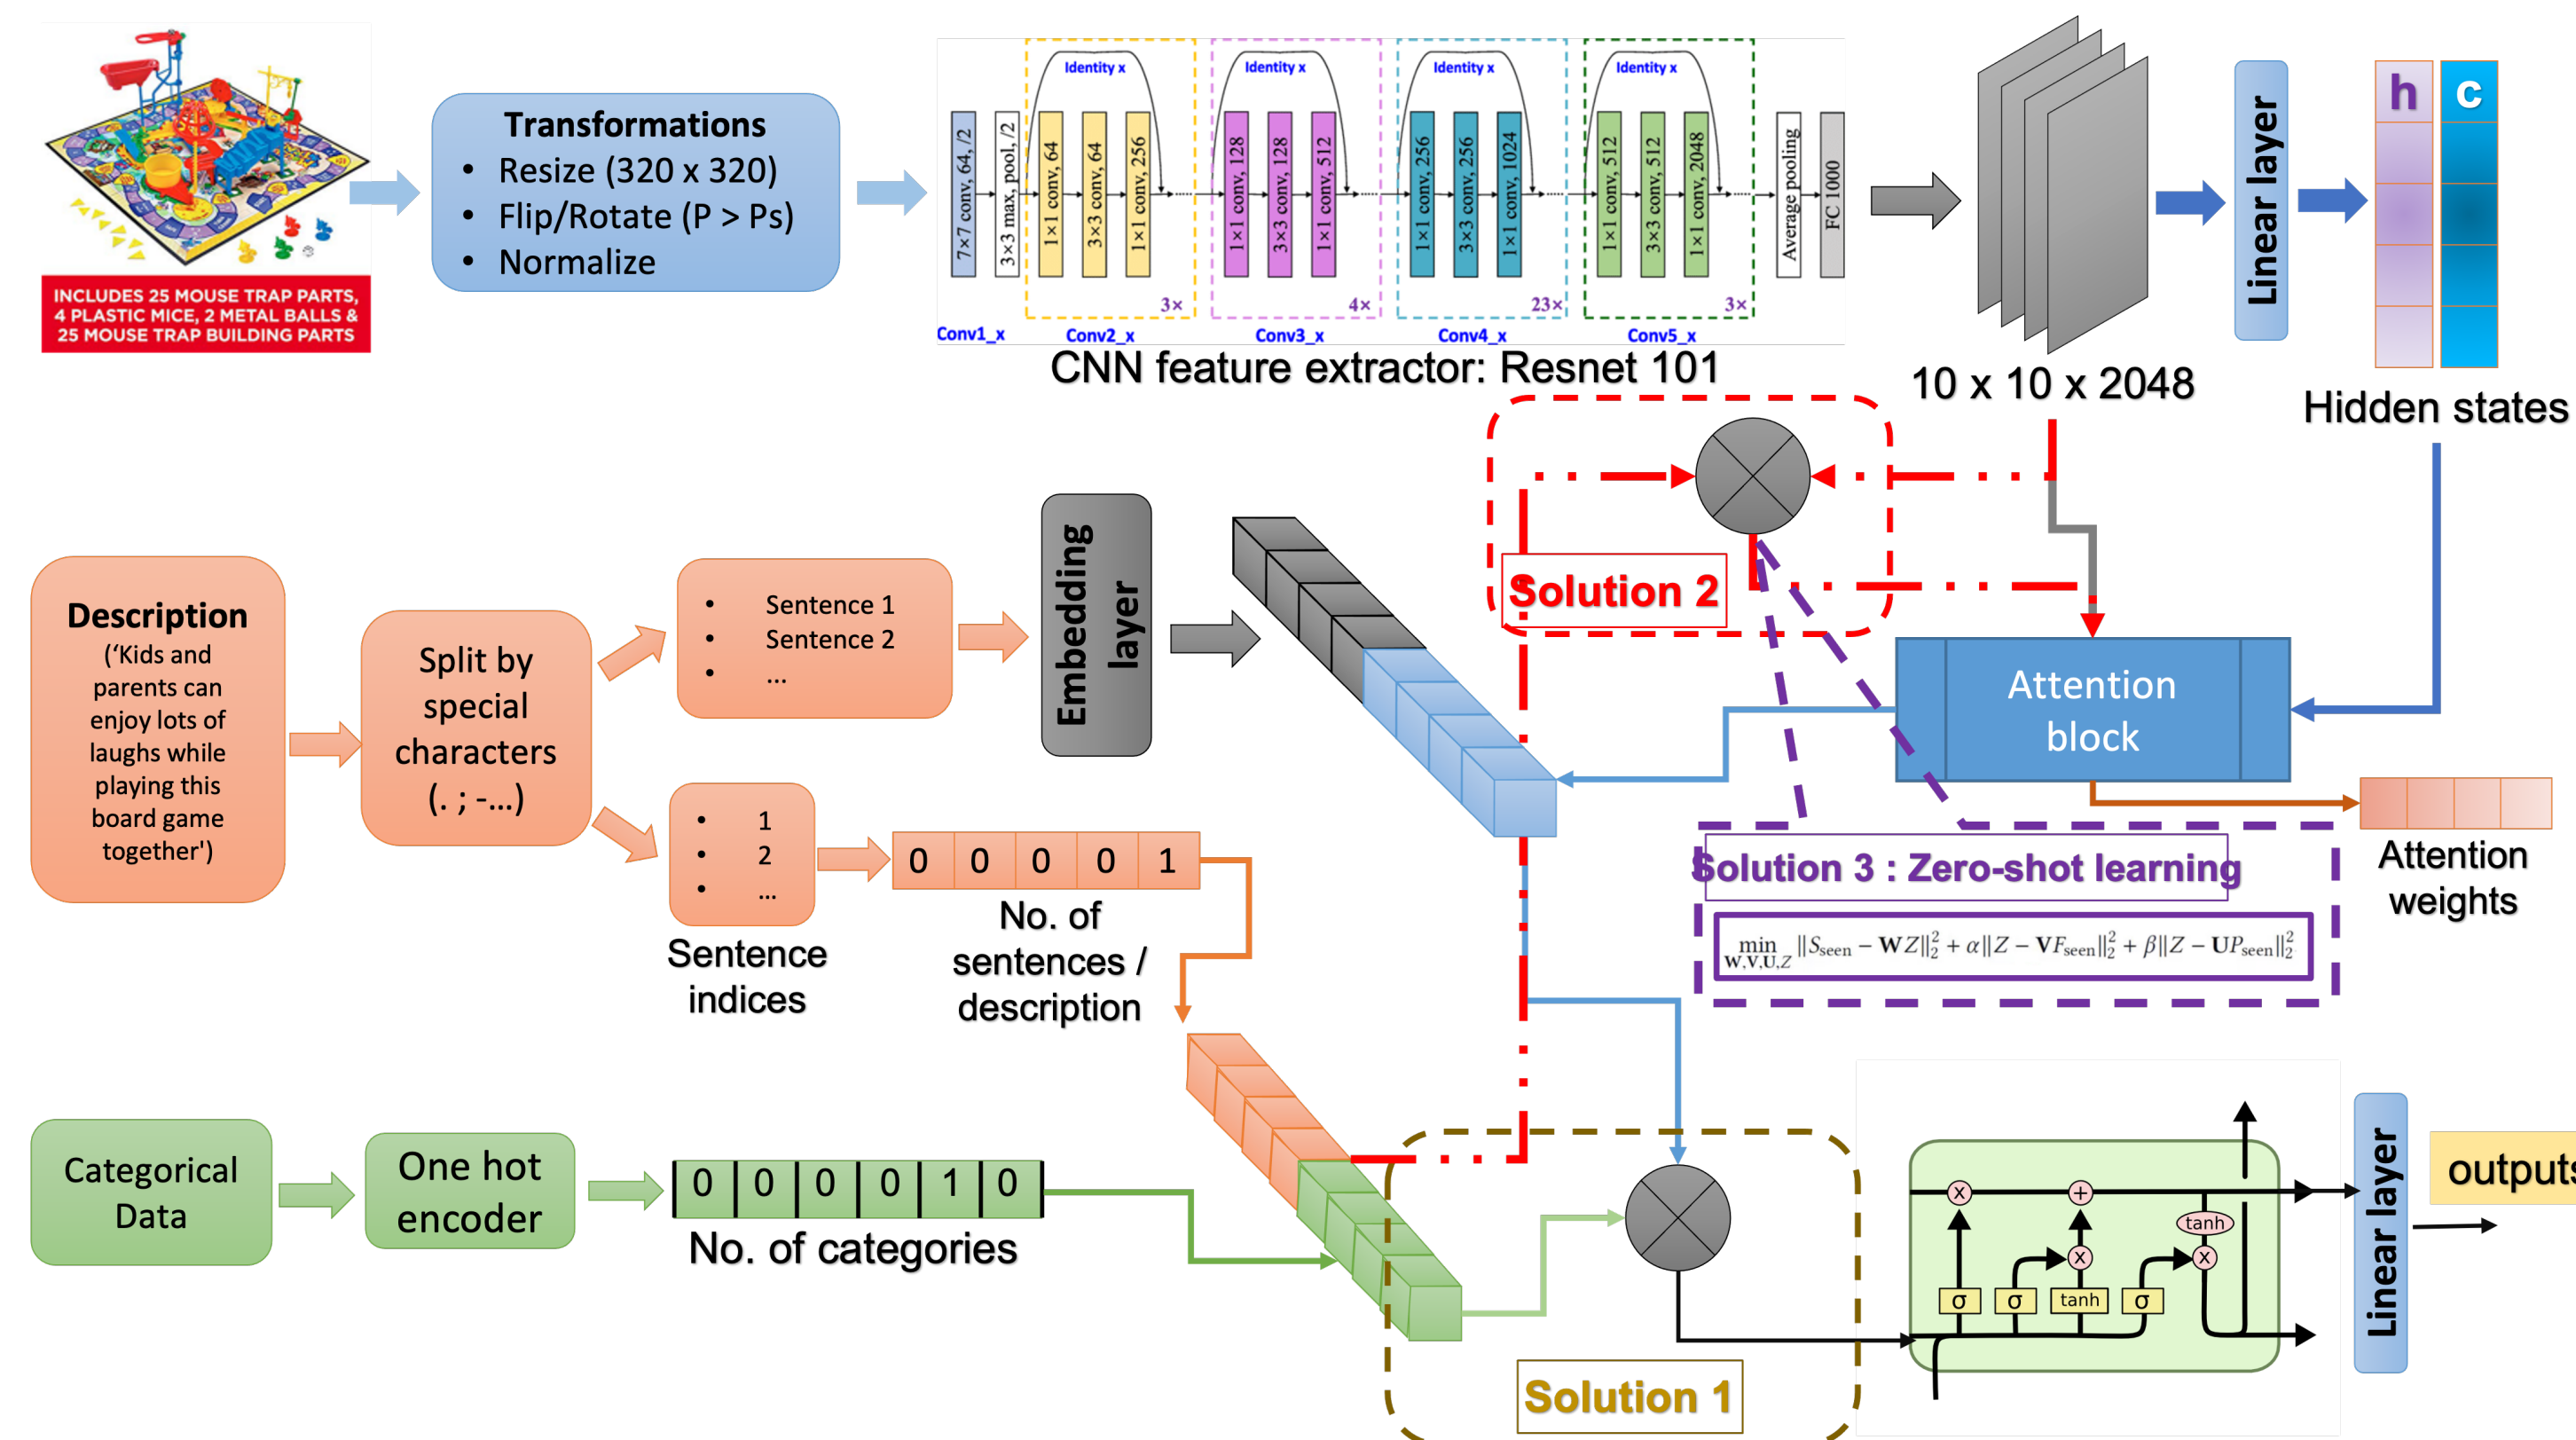 INCLUDES 25 MOUSE TRAP PARTS,
4 PLASTIC MICE, 2 METAL BALLS &
25 MOUSE TRAP BUILDING PARTS
Transformations
• Resize (320 x 320)
• Flip/Rotate (P > Ps)
• Normalize
Identity x
Identity x
Identity x
Identity x
7×7 conv, 64, /2
3×3 max, pool, /2
1×1 conv, 64
3×3 conv, 64
1×1 conv, 256
1×1 conv, 128
3×3 conv, 128
1×1 conv, 512
1×1 conv, 256
3×3 conv, 256
1×1 conv, 1024
1×1 conv, 512
3×3 conv, 512
1×1 conv, 2048
Average pooling
FC 1000
3×
4×
23×
3×
Conv1_x
Conv2_x
Conv3_x
Conv4_x
Conv5_x
CNN feature extractor: Resnet 101
10 x 10 x 2048
Linear layer
h
c
Hidden states
Description
(‘Kids and
parents can
enjoy lots of
laughs while
playing this
board game
together')
Split by
special
characters
(. ; -...)
• Sentence 1
• Sentence 2
• ...
Embedding
layer
• 1
• 2
• ...
Sentence
indices
0 0 0 0 1
No. of
sentences /
description
Solution 2
Attention
block
Attention
weights
Solution 3 : Zero-shot learning
min ‖S_seen − WZ‖²₂ + α‖Z − VF_seen‖²₂ + β‖Z − UP_seen‖²₂
W,V,U,Z
Categorical
Data
One hot
encoder
0 0 0 0 1 0
No. of categories
Solution 1
x
+
tanh
x
x
σ
σ
tanh
σ
Linear layer
outputs